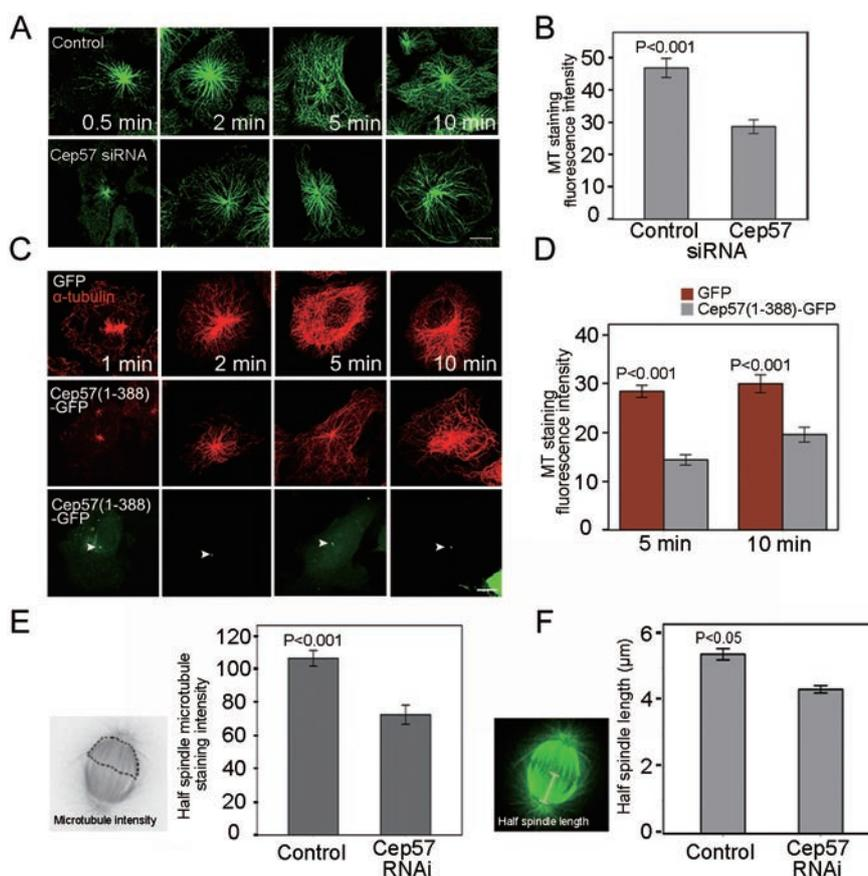 A
Control
0.5 min
2 min
5 min
10 min
Cep57 siRNA
B
MT staining
fluorescence intensity
50
40
30
20
10
0
P<0.001
Control
Cep57
siRNA
C
GFP
α-tubulin
1 min
2 min
5 min
10 min
Cep57(1-388)
-GFP
Cep57(1-388)
-GFP
D
GFP
Cep57(1-388)-GFP
MT staining
fluorescence intensity
40
30
20
10
0
P<0.001
P<0.001
5 min
10 min
E
Microtubule intensity
Half spindle microtubule
staining intensity
120
100
80
60
40
20
0
P<0.001
Control
Cep57
RNAi
F
Half spindle length
Half spindle length (μm)
6
4
2
0
P<0.05
Control
Cep57
RNAi